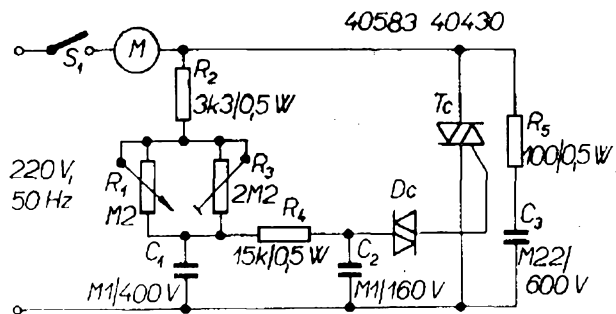 40583 40430
S1
M
R2
3k3/0,5 W
Tc
R5
100/0,5 W
220 V,
50 Hz
R1
M2
R3
2M2
Dc
R4
15k/0,5 W
C1
M1/400 V
C2
M1/160 V
C3
M22/
600 V